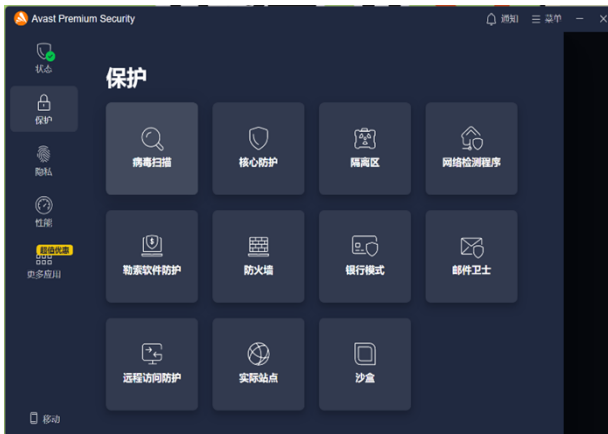 Avast Premium Security
通知
菜单
状态
保护
隐私
性能
超值优惠
更多应用
移动
保护
病毒扫描
核心防护
隔离区
网络检测程序
勒索软件防护
防火墙
银行模式
邮件卫士
远程访问防护
实际站点
沙盒